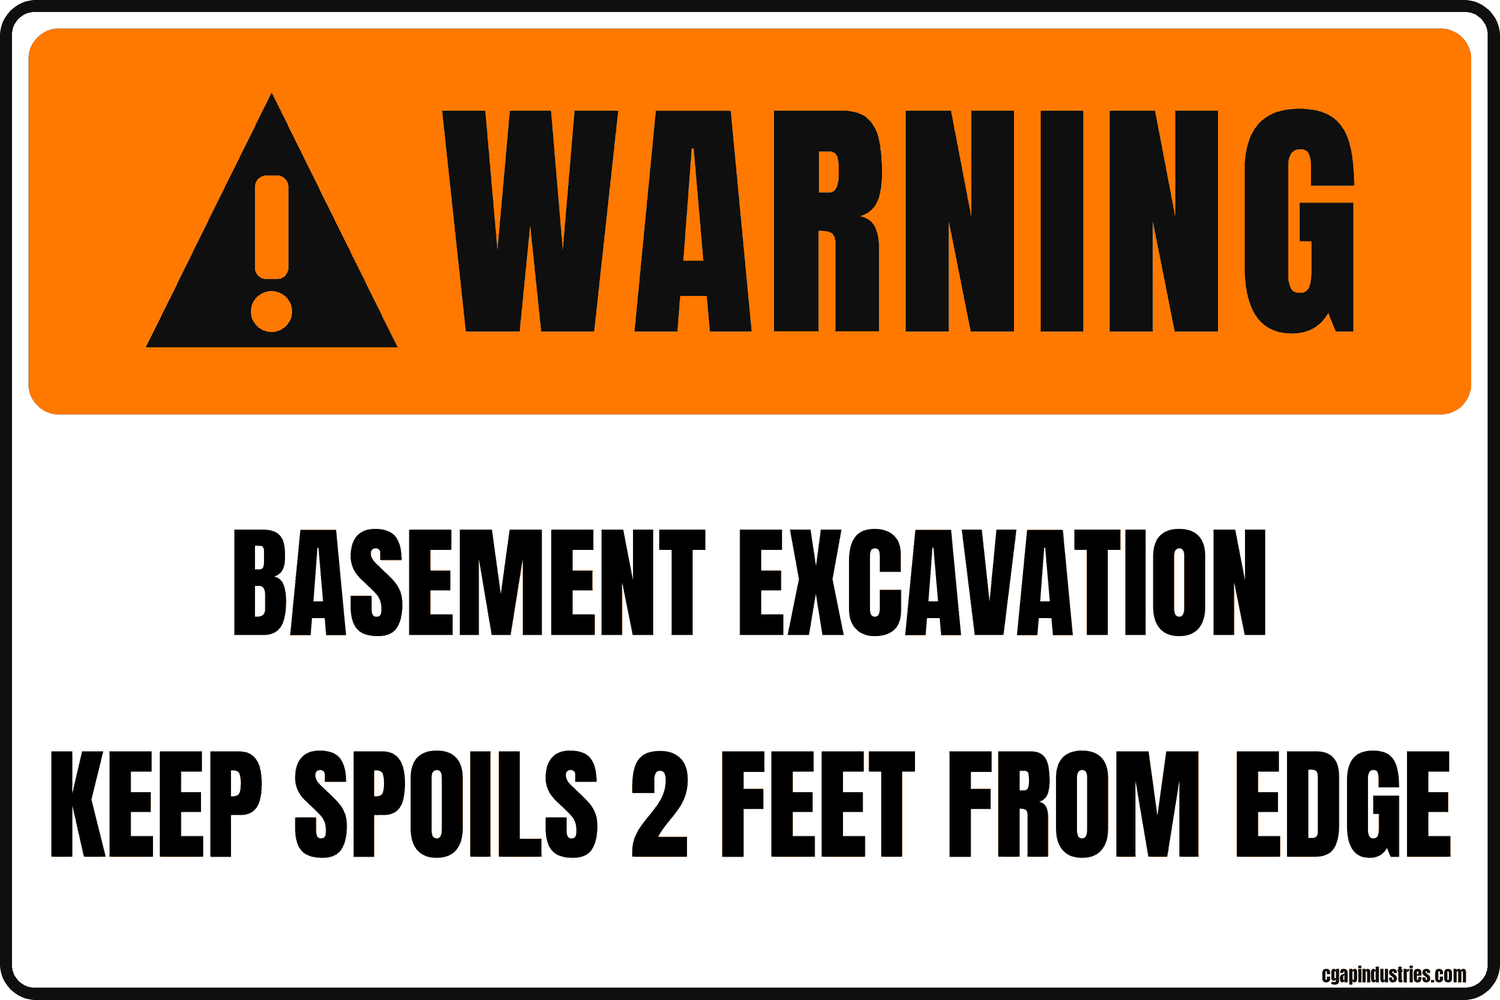 WARNING
BASEMENT EXCAVATION
KEEP SPOILS 2 FEET FROM EDGE
cgapindustries.com